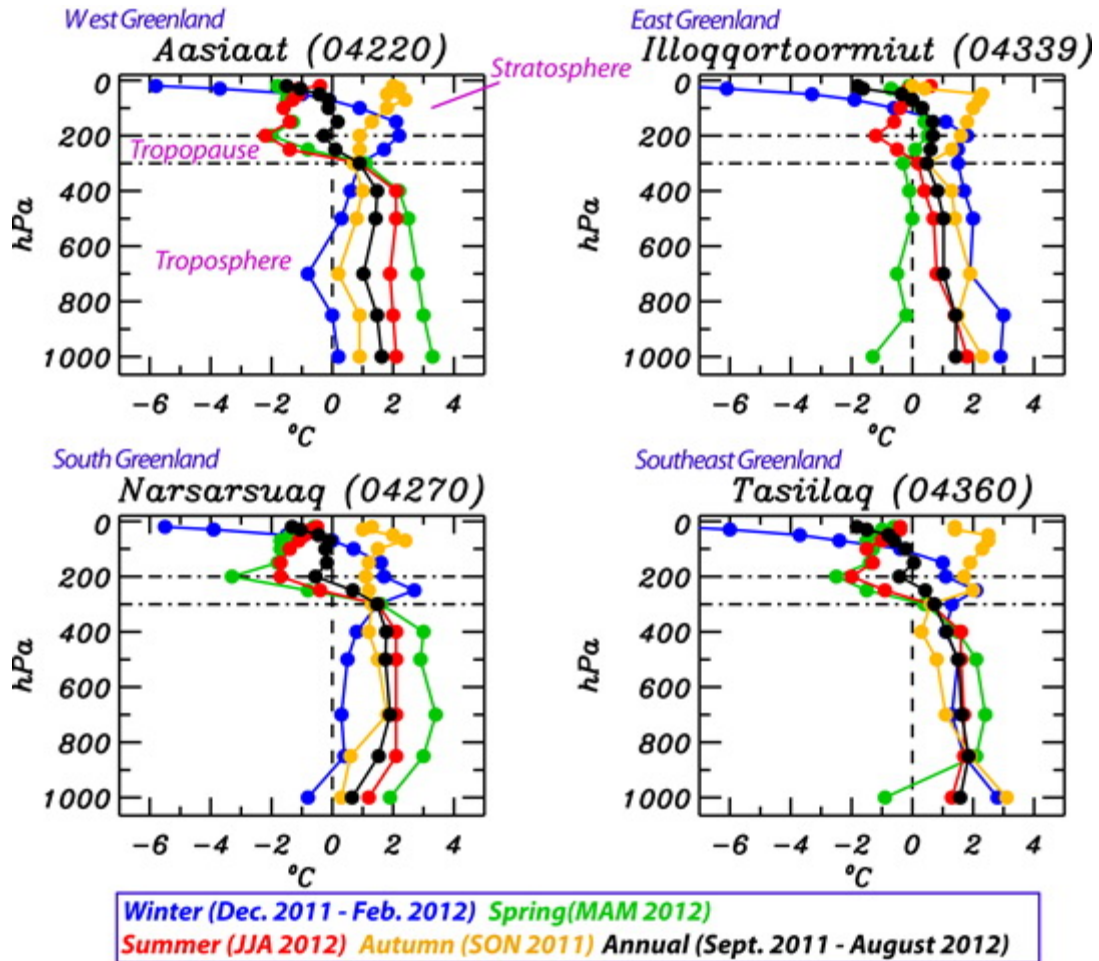 West Greenland
Aasiaat (04220)
Stratosphere
Tropopause
Troposphere
hPa
0
200
400
600
800
1000
-6 -4 -2 0 2 4
°C
East Greenland
Illoqqortoormiut (04339)
hPa
0
200
400
600
800
1000
-6 -4 -2 0 2 4
°C
South Greenland
Narsarsuaq (04270)
hPa
0
200
400
600
800
1000
-6 -4 -2 0 2 4
°C
Southeast Greenland
Tasiilaq (04360)
hPa
0
200
400
600
800
1000
-6 -4 -2 0 2 4
°C
Winter (Dec. 2011 - Feb. 2012) Spring(MAM 2012)
Summer (JJA 2012) Autumn (SON 2011) Annual (Sept. 2011 - August 2012)